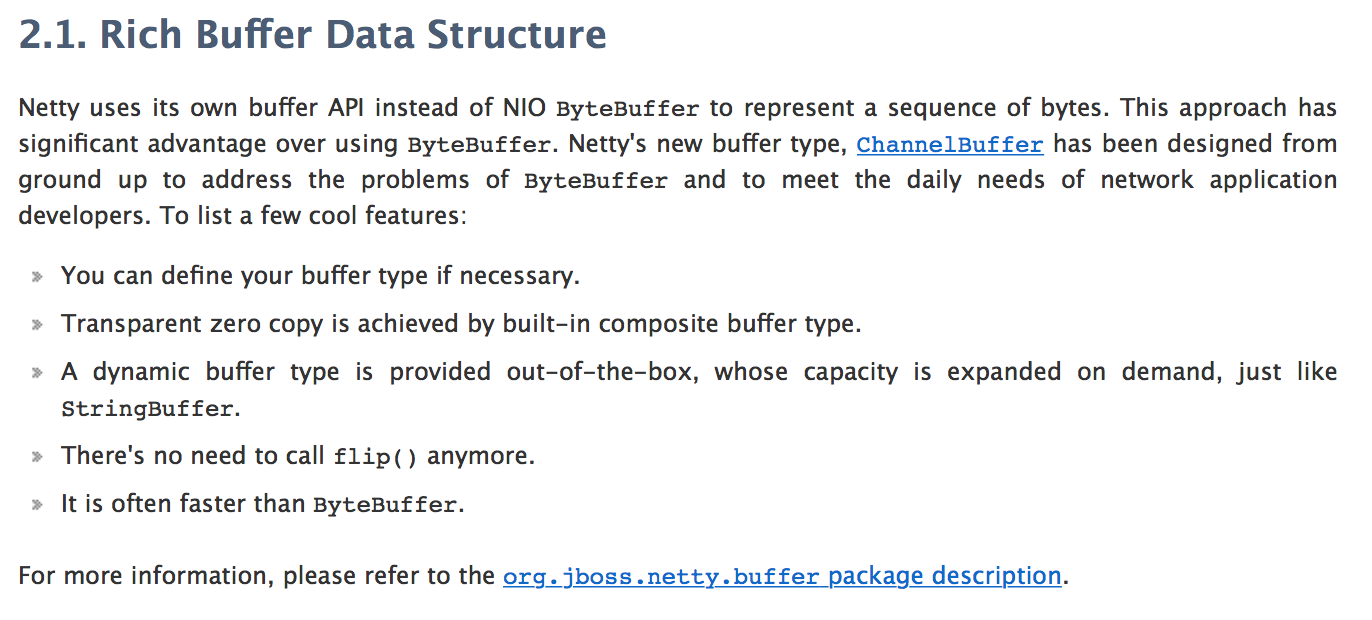 2.1. Rich Buffer Data Structure
Netty uses its own buffer API instead of NIO ByteBuffer to represent a sequence of bytes. This approach has
significant advantage over using ByteBuffer. Netty's new buffer type, ChannelBuffer has been designed from
ground up to address the problems of ByteBuffer and to meet the daily needs of network application
developers. To list a few cool features:
» You can define your buffer type if necessary.
» Transparent zero copy is achieved by built-in composite buffer type.
» A dynamic buffer type is provided out-of-the-box, whose capacity is expanded on demand, just like
StringBuffer.
» There's no need to call flip() anymore.
» It is often faster than ByteBuffer.
For more information, please refer to the org.jboss.netty.buffer package description.